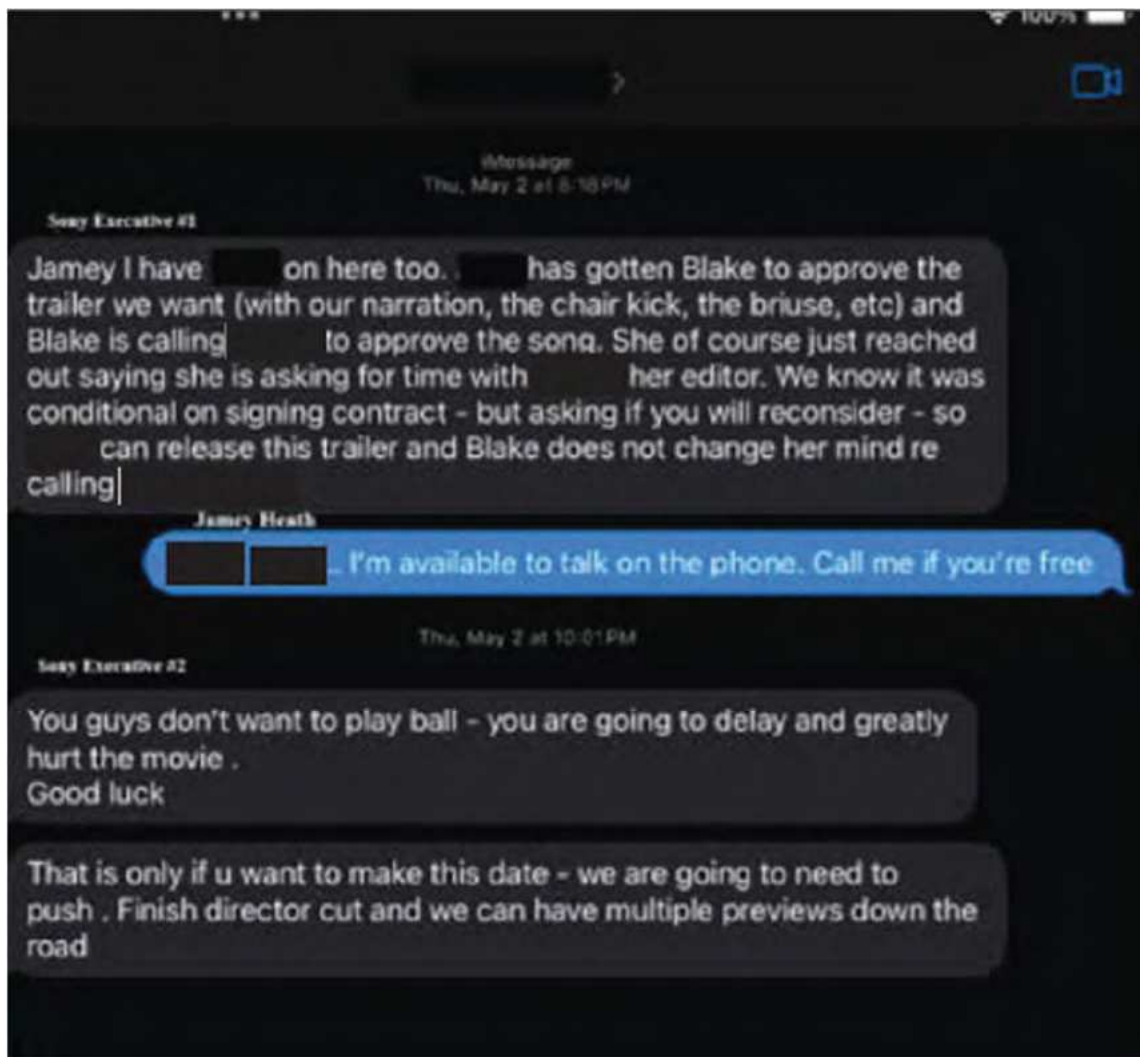 100%
iMessage
Thu, May 2 at 6:18 PM
Sony Executive #1
Jamey I have on here too. has gotten Blake to approve the
trailer we want (with our narration, the chair kick, the briuse, etc) and
Blake is calling to approve the song. She of course just reached
out saying she is asking for time with her editor. We know it was
conditional on signing contract - but asking if you will reconsider - so
can release this trailer and Blake does not change her mind re
calling
Jamey Heath
I'm available to talk on the phone. Call me if you're free
Thu, May 2 at 10:01 PM
Sony Executive #2
You guys don't want to play ball - you are going to delay and greatly
hurt the movie .
Good luck
That is only if u want to make this date - we are going to need to
push . Finish director cut and we can have multiple previews down the
road